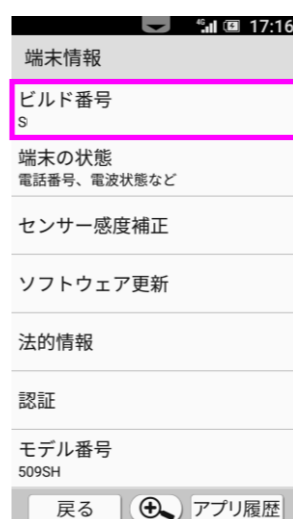 4G 17:16
端末情報
ビルド番号
S
端末の状態
電話番号、電波状態など
センサー感度補正
ソフトウェア更新
法的情報
認証
モデル番号
509SH
戻る アプリ履歴